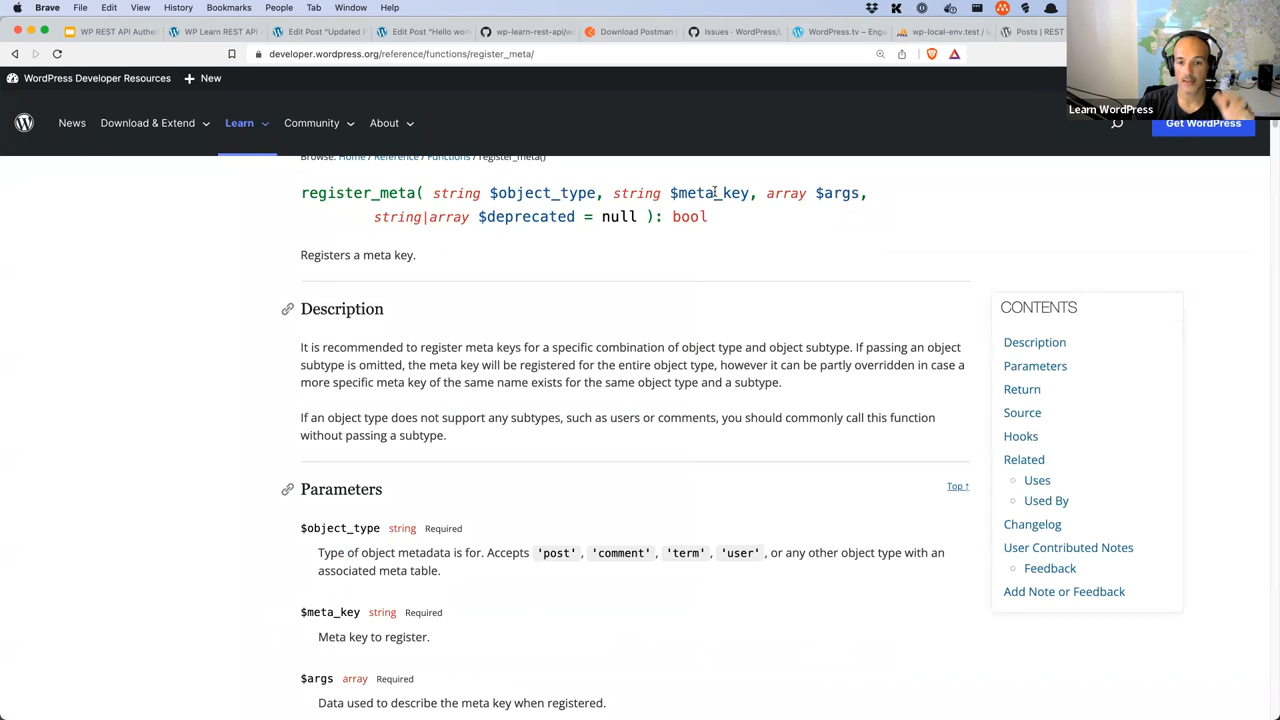 Brave File Edit View History Bookmarks People Tab Window Help
WP REST API Authe
WP Learn REST API
Edit Post "Updated
Edit Post "Hello work
wp-learn-rest-api/w
Download Postman
Issues · WordPress/L
WordPress.tv – Eng
wp-local-env.test / l
Posts | REST
developer.wordpress.org/reference/functions/register_meta/
WordPress Developer Resources New
News Download & Extend Learn Community About
Get WordPress
Learn WordPress
Browse: Home / Reference / Functions / register_meta()
register_meta( string $object_type, string $meta_key, array $args,
string|array $deprecated = null ): bool
Registers a meta key.
Description
It is recommended to register meta keys for a specific combination of object type and object subtype. If passing an object
subtype is omitted, the meta key will be registered for the entire object type, however it can be partly overridden in case a
more specific meta key of the same name exists for the same object type and a subtype.
If an object type does not support any subtypes, such as users or comments, you should commonly call this function
without passing a subtype.
Parameters
Top ↑
$object_type string Required
Type of object metadata is for. Accepts 'post', 'comment', 'term', 'user', or any other object type with an
associated meta table.
$meta_key string Required
Meta key to register.
$args array Required
Data used to describe the meta key when registered.
CONTENTS
Description
Parameters
Return
Source
Hooks
Related
Uses
Used By
Changelog
User Contributed Notes
Feedback
Add Note or Feedback